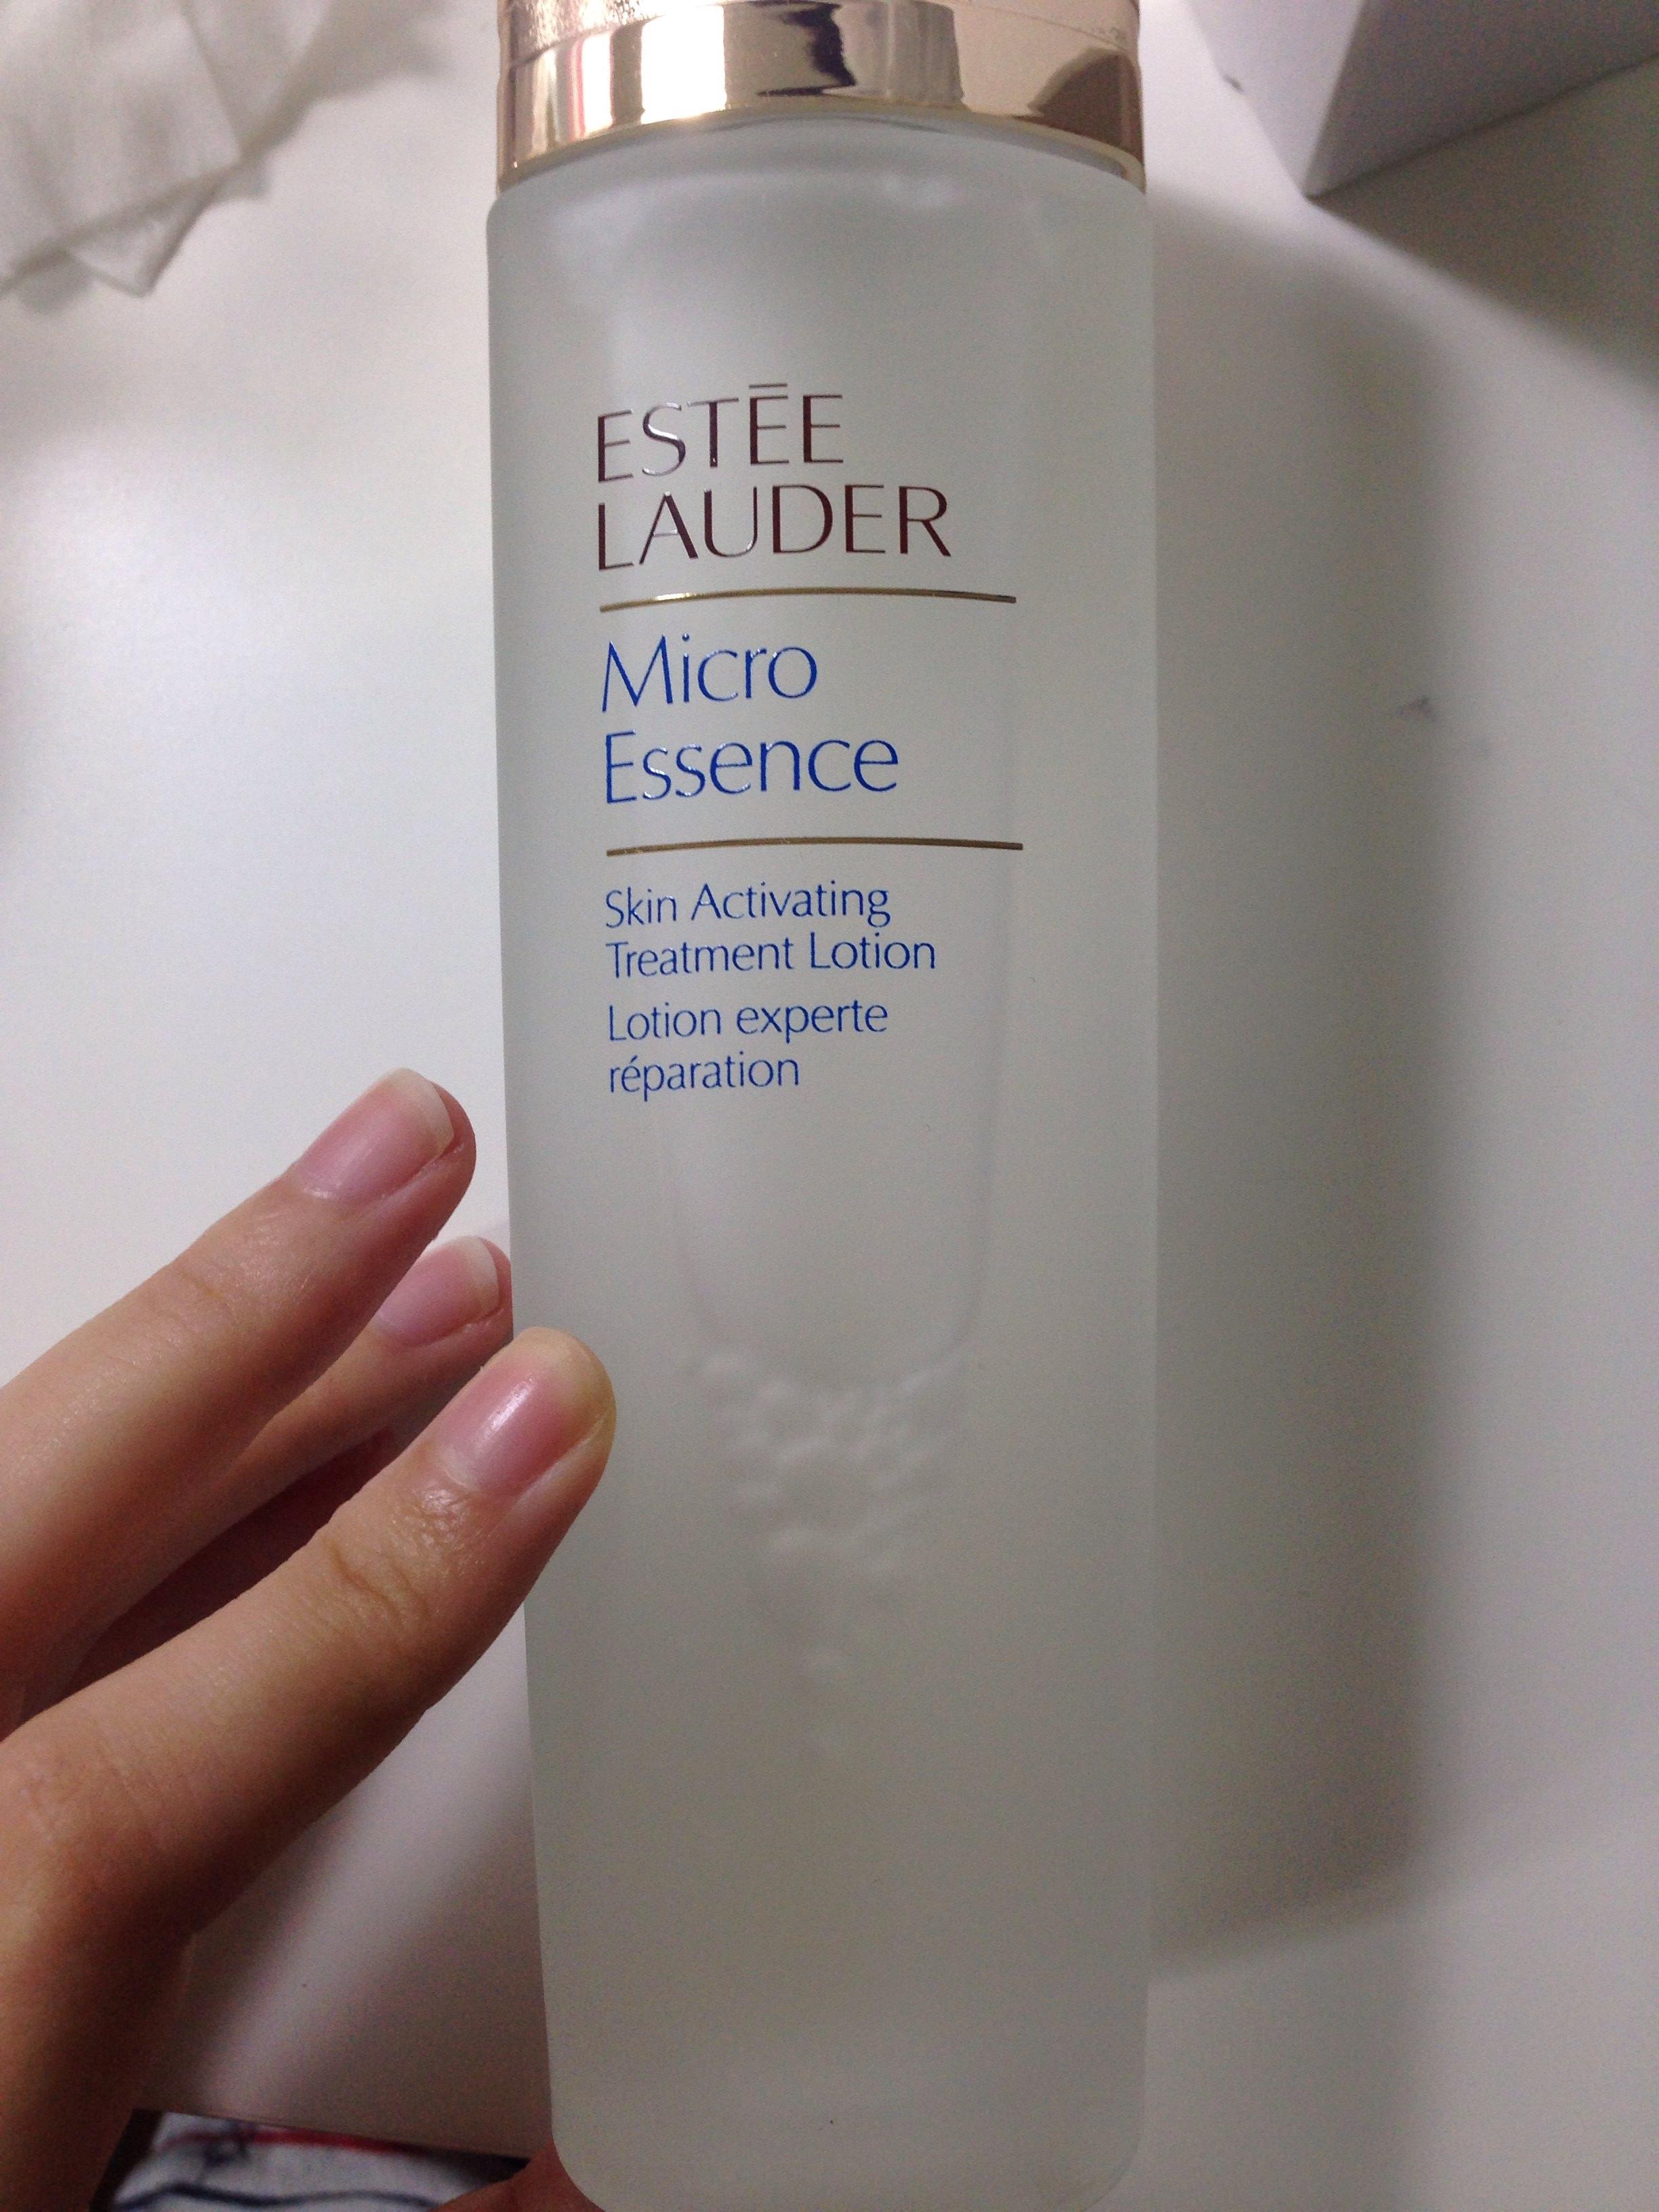 ESTĒE
LAUDER
Micro
Essence
Skin Activating
Treatment Lotion
Lotion experte
réparation